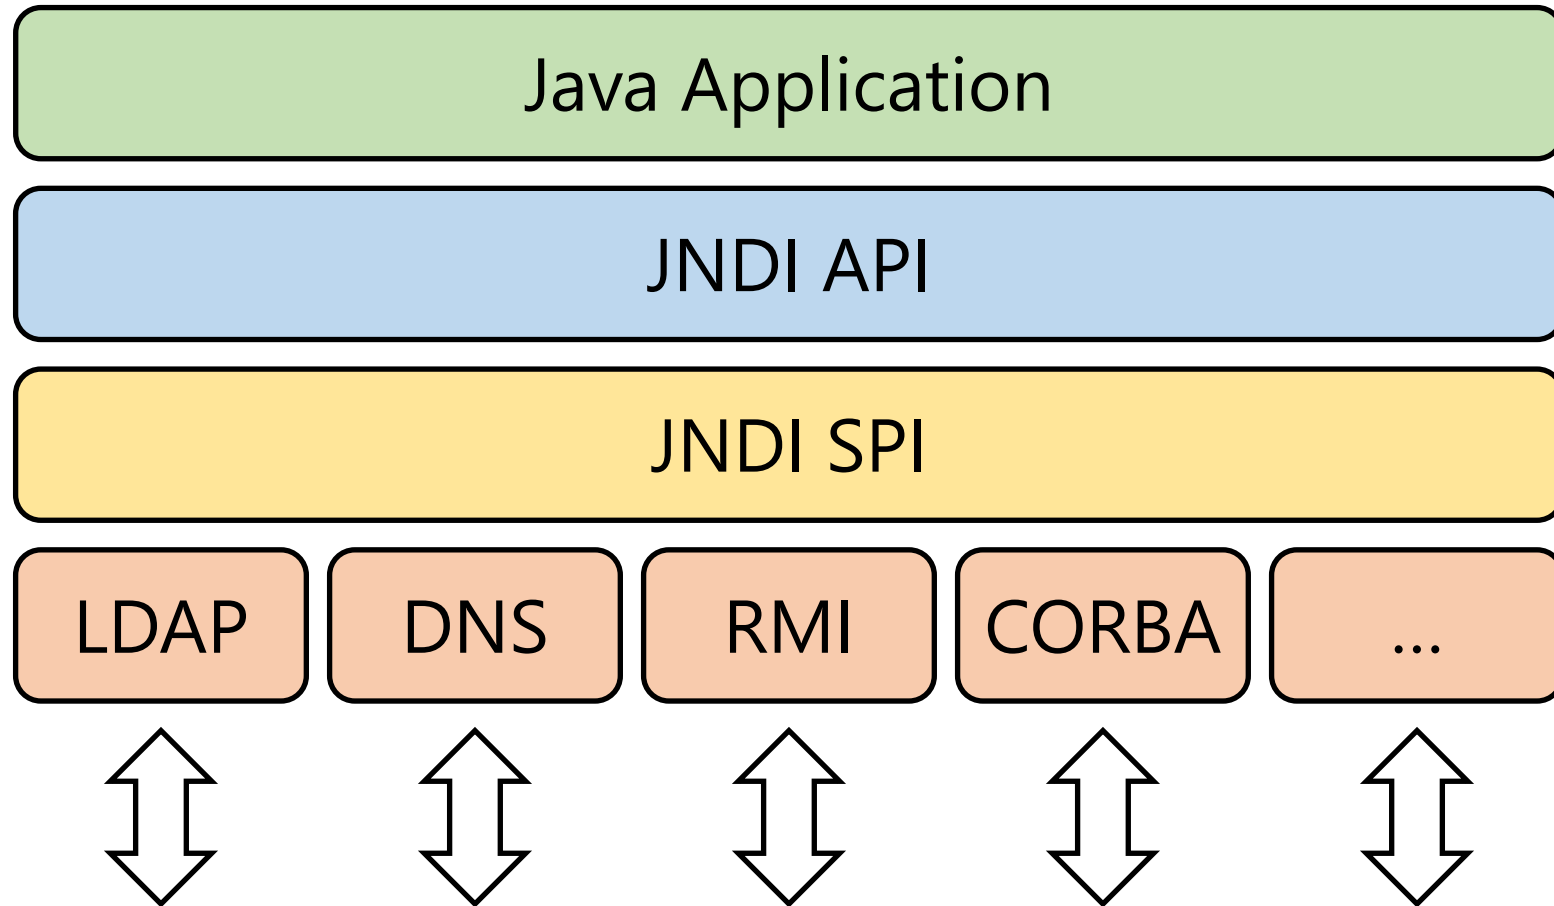 Java Application
JNDI API
JNDI SPI
LDAP DNS RMI CORBA ...